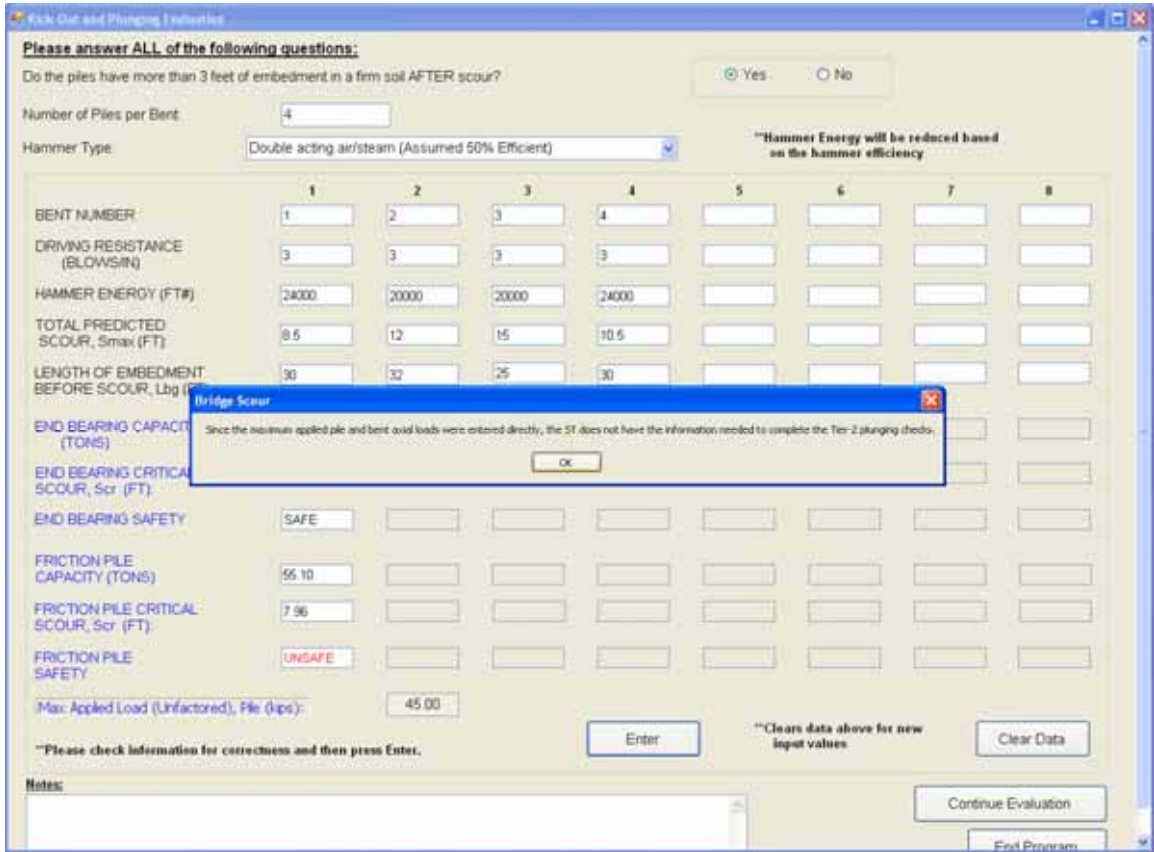 Kick-Out and Plunging Evaluation
Please answer ALL of the following questions:
Do the piles have more than 3 feet of embedment in a firm soil AFTER scour?
Yes No
Number of Piles per Bent: 4
Hammer Type: Double acting air/steam (Assumed 50% Efficient)
**Hammer Energy will be reduced based
on the hammer efficiency
1 2 3 4 5 6 7 8
BENT NUMBER 1 2 3 4
DRIVING RESISTANCE
(BLOWS/IN) 3 3 3 3
HAMMER ENERGY (FT#) 24000 20000 20000 24000
TOTAL PREDICTED
SCOUR, Smax (FT): 8.5 12 15 10.5
LENGTH OF EMBEDMENT
BEFORE SCOUR, Lbg 30 32 25 30
Bridge Scour
Since the maximum applied pile and bent axial loads were entered directly, the ST does not have the information needed to complete the Tier-2 plunging checks.
OK
END BEARING
(TONS)
END BEARING
SCOUR, Scr (FT):
END BEARING SAFETY SAFE
FRICTION PILE
CAPACITY (TONS) 55.10
FRICTION PILE CRITICAL
SCOUR, Scr (FT): 7.96
FRICTION PILE
SAFETY UNSAFE
Max Applied Load (Unfactored), Pile (kips): 45.00
**Please check information for correctness and then press Enter.
Enter
**Clears data above for new
input values
Clear Data
Notes:
Continue Evaluation
End Program